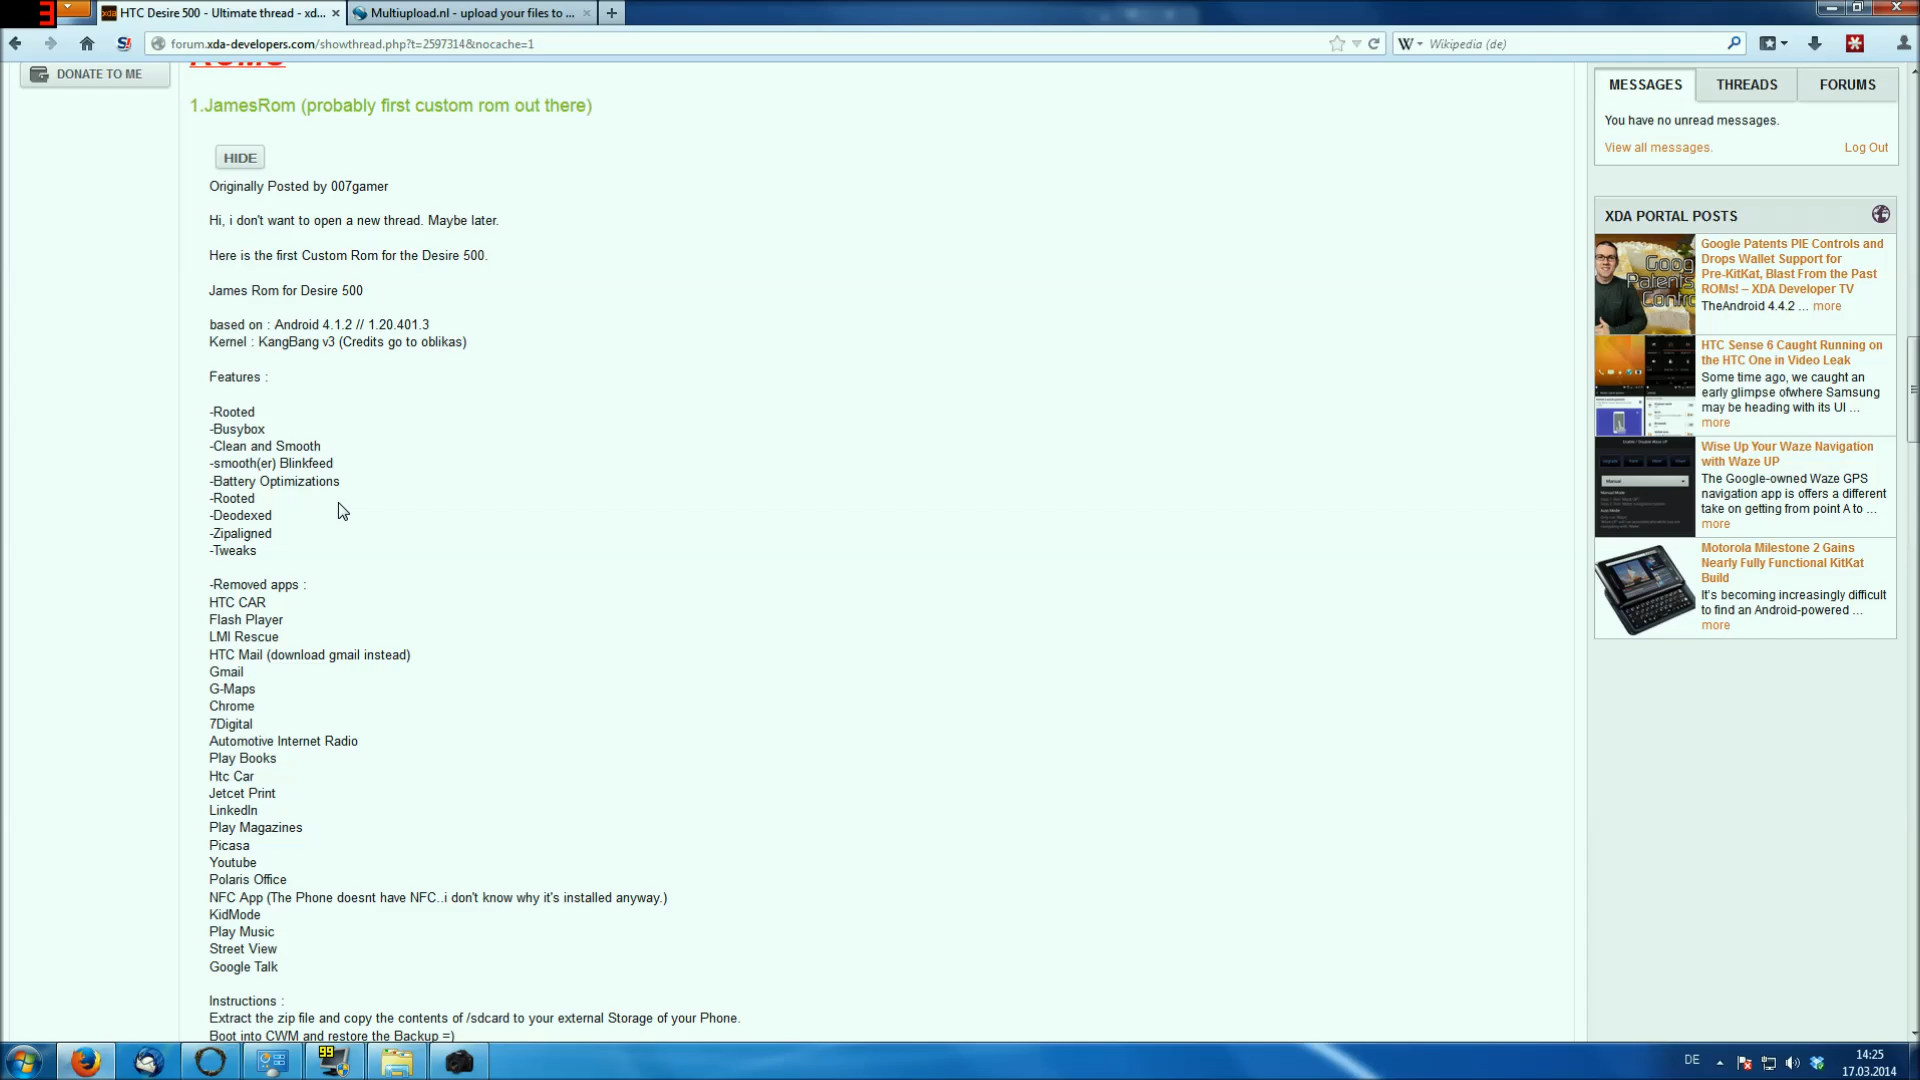 3
HTC Desire 500 - Ultimate thread - xd...
Multiupload.nl - upload your files to ...
forum.xda-developers.com/showthread.php?t=2597314&nocache=1
Wikipedia (de)
DONATE TO ME
1.JamesRom (probably first custom rom out there)
HIDE
Originally Posted by 007gamer
Hi, i don't want to open a new thread. Maybe later.
Here is the first Custom Rom for the Desire 500.
James Rom for Desire 500
based on : Android 4.1.2 // 1.20.401.3
Kernel : KangBang v3 (Credits go to oblikas)
Features :
-Rooted
-Busybox
-Clean and Smooth
-smooth(er) Blinkfeed
-Battery Optimizations
-Rooted
-Deodexed
-Zipaligned
-Tweaks
-Removed apps :
HTC CAR
Flash Player
LMI Rescue
HTC Mail (download gmail instead)
Gmail
G-Maps
Chrome
7Digital
Automotive Internet Radio
Play Books
Htc Car
Jetcet Print
LinkedIn
Play Magazines
Picasa
Youtube
Polaris Office
NFC App (The Phone doesnt have NFC..i don't know why it's installed anyway.)
KidMode
Play Music
Street View
Google Talk
Instructions :
Extract the zip file and copy the contents of /sdcard to your external Storage of your Phone.
Boot into CWM and restore the Backup =)
MESSAGES THREADS FORUMS
You have no unread messages.
View all messages. Log Out
XDA PORTAL POSTS
Google Patents PIE Controls and
Drops Wallet Support for
Pre-KitKat, Blast From the Past
ROMs! – XDA Developer TV
TheAndroid 4.4.2 ... more
HTC Sense 6 Caught Running on
the HTC One in Video Leak
Some time ago, we caught an
early glimpse ofwhere Samsung
may be heading with its UI ...
more
Wise Up Your Waze Navigation
with Waze UP
The Google-owned Waze GPS
navigation app is offers a different
take on getting from point A to ...
more
Motorola Milestone 2 Gains
Nearly Fully Functional KitKat
Build
It's becoming increasingly difficult
to find an Android-powered ...
more
99
DE
14:25
17.03.2014